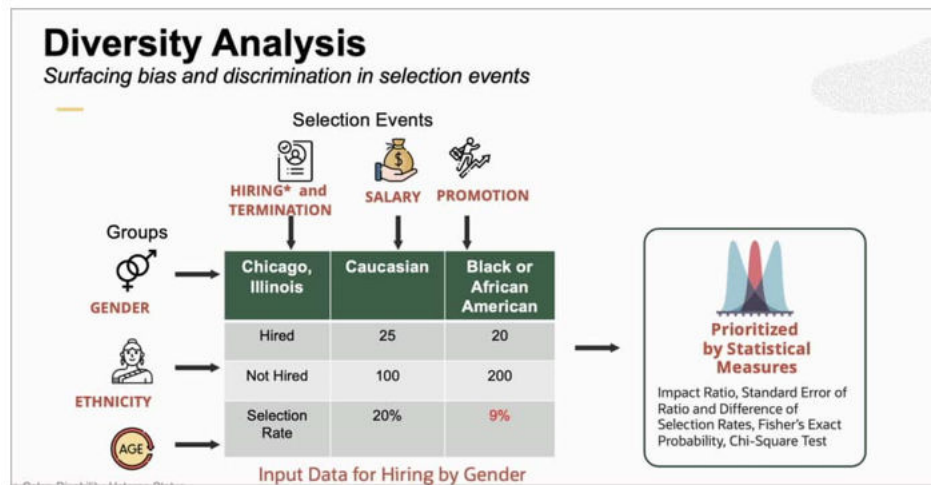 Diversity Analysis
Surfacing bias and discrimination in selection events
Selection Events
HIRING* and
TERMINATION
SALARY
PROMOTION
Groups
GENDER
ETHNICITY
AGE
Chicago,
Illinois
Caucasian
Black or
African
American
Hired
25
20
Not Hired
100
200
Selection
Rate
20%
9%
Input Data for Hiring by Gender
Prioritized
by Statistical
Measures
Impact Ratio, Standard Error of
Ratio and Difference of
Selection Rates, Fisher's Exact
Probability, Chi-Square Test